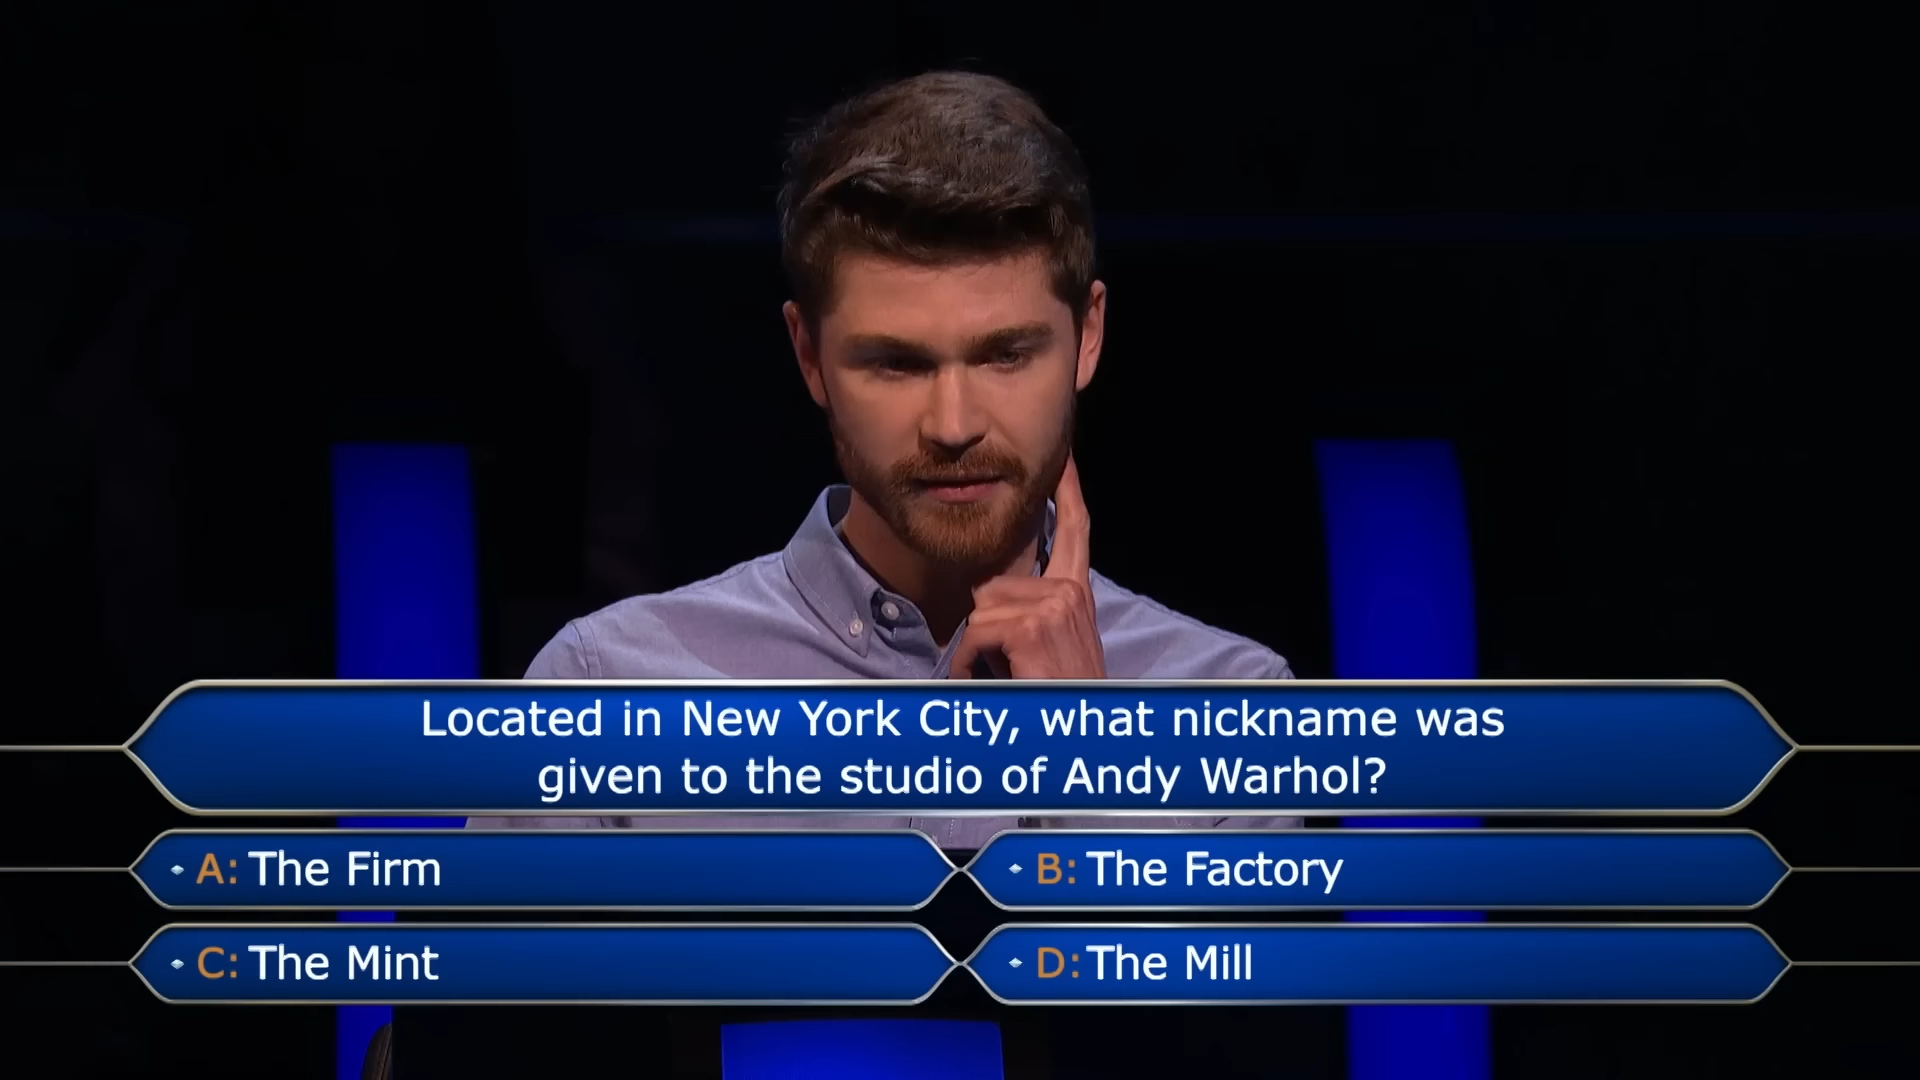 Located in New York City, what nickname was
given to the studio of Andy Warhol?
A: The Firm
B: The Factory
C: The Mint
D: The Mill